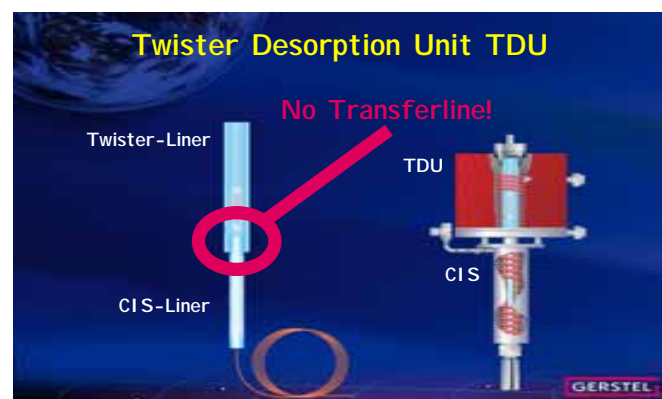 Twister Desorption Unit TDU
No Transferline!
Twister-Liner
TDU
CIS
CIS-Liner
GERSTEL